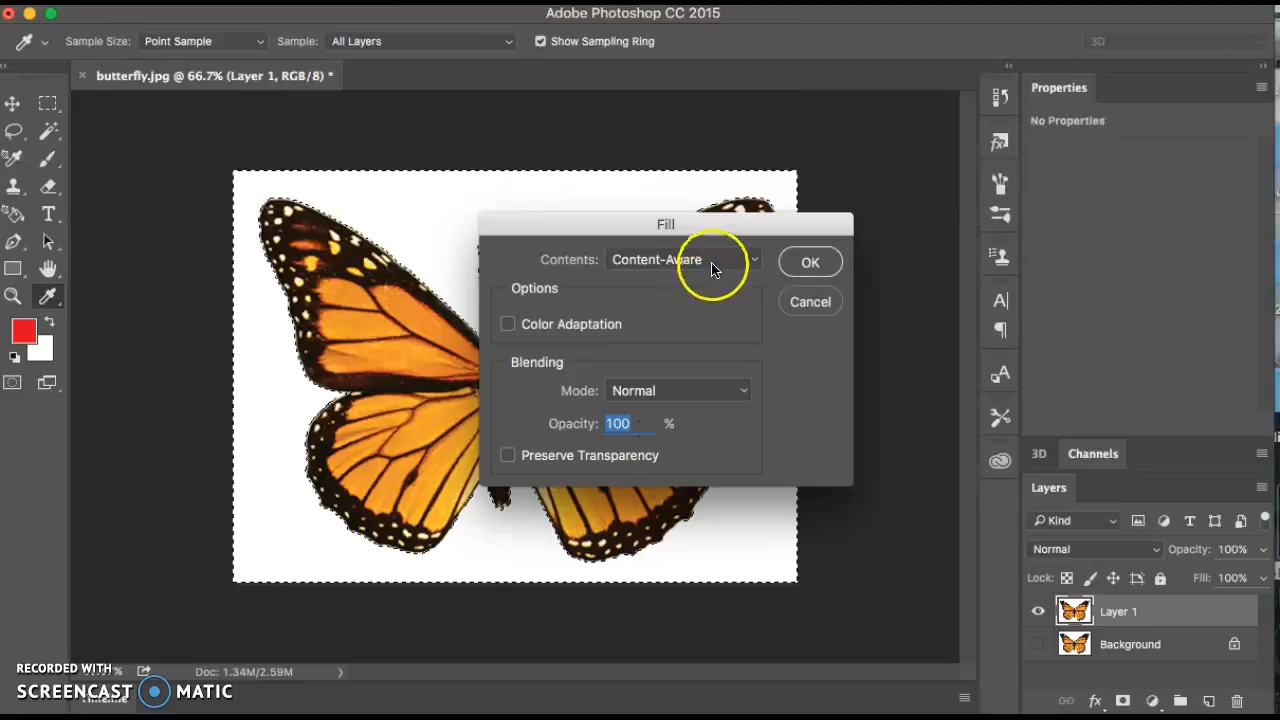 Adobe Photoshop CC 2015
Sample Size: Point Sample Sample: All Layers Show Sampling Ring 3D
butterfly.jpg @ 66.7% (Layer 1, RGB/8) *
Properties
No Properties
Fill
Contents: Content-Aware OK
Options
Cancel
Color Adaptation
Blending
Mode: Normal
Opacity: 100 %
Preserve Transparency
3D Channels
Layers
Kind
Normal Opacity: 100%
Lock: Fill: 100%
Layer 1
Background
RECORDED WITH
SCREENCAST MATIC
Doc: 1.34M/2.59M
Timeline